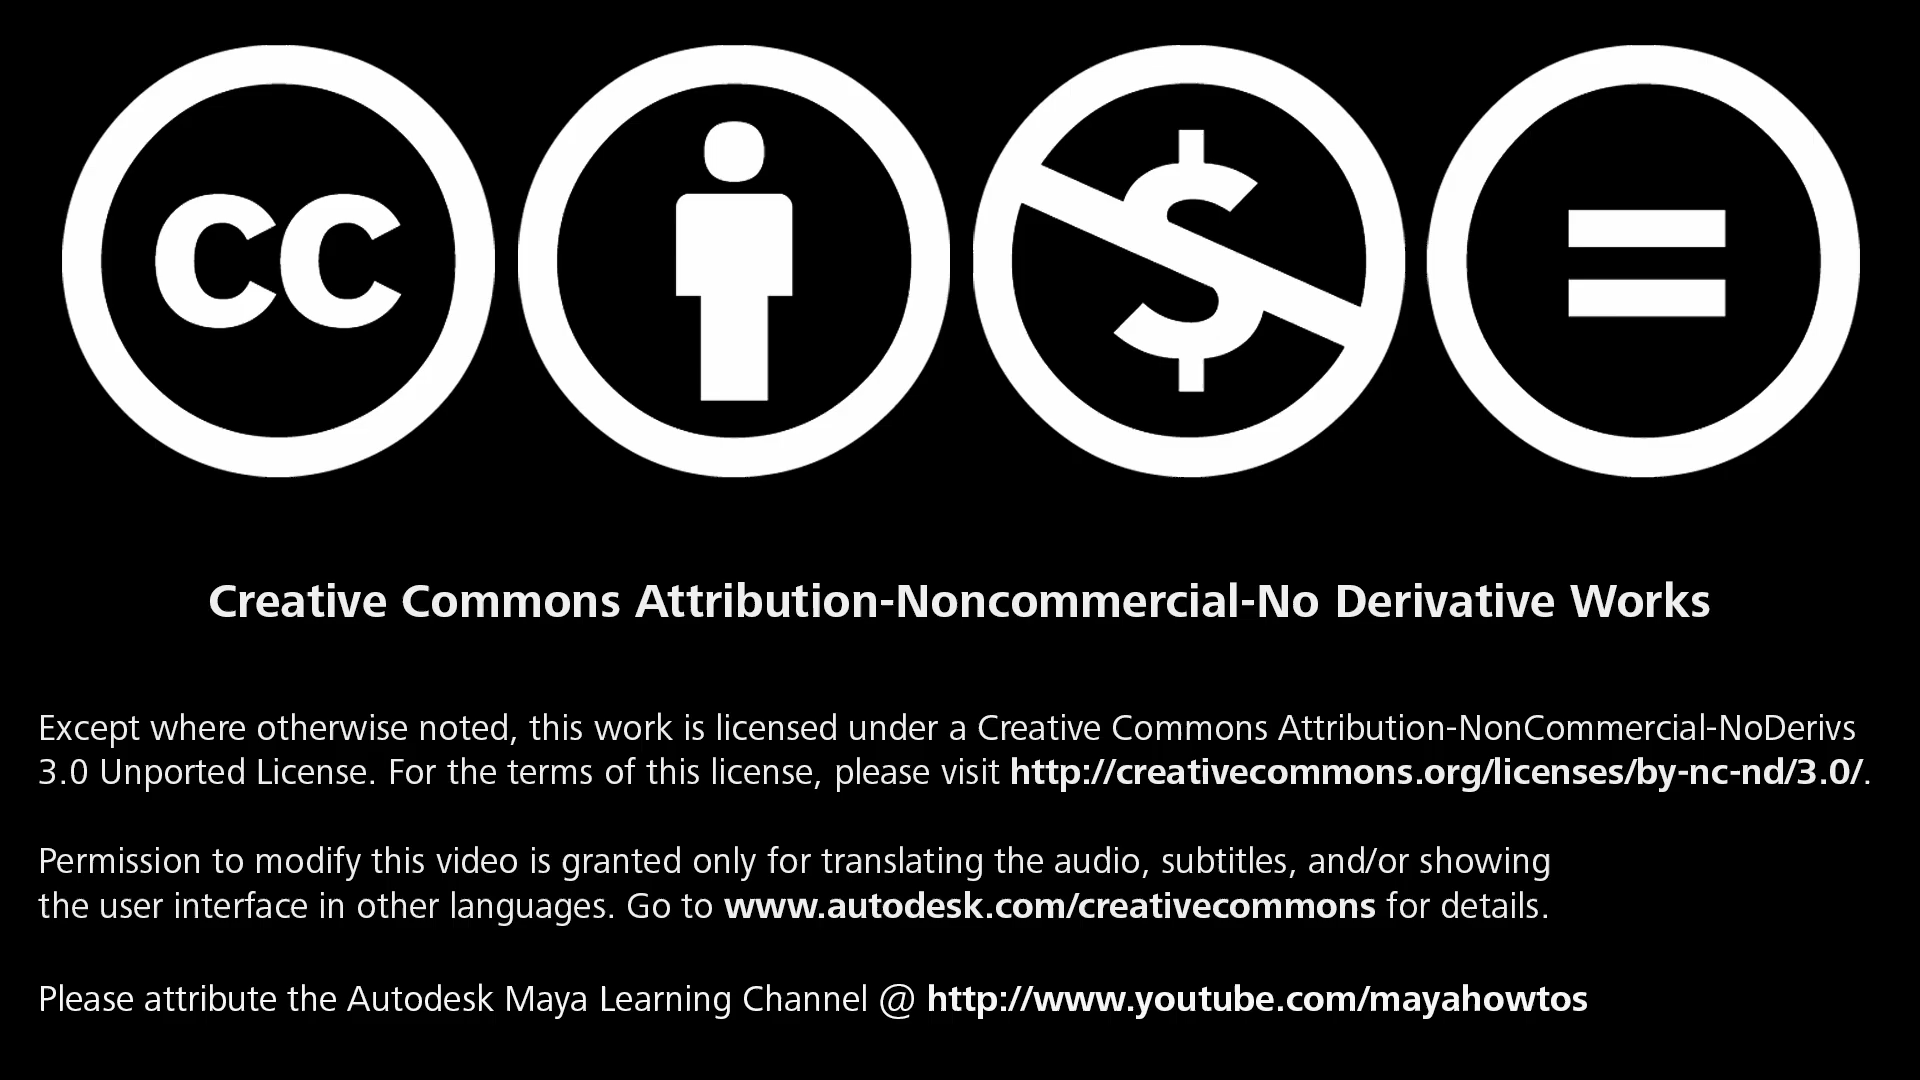 cc
$
=
Creative Commons Attribution-Noncommercial-No Derivative Works
Except where otherwise noted, this work is licensed under a Creative Commons Attribution-NonCommercial-NoDerivs
3.0 Unported License. For the terms of this license, please visit http://creativecommons.org/licenses/by-nc-nd/3.0/.
Permission to modify this video is granted only for translating the audio, subtitles, and/or showing
the user interface in other languages. Go to www.autodesk.com/creativecommons for details.
Please attribute the Autodesk Maya Learning Channel @ http://www.youtube.com/mayahowtos